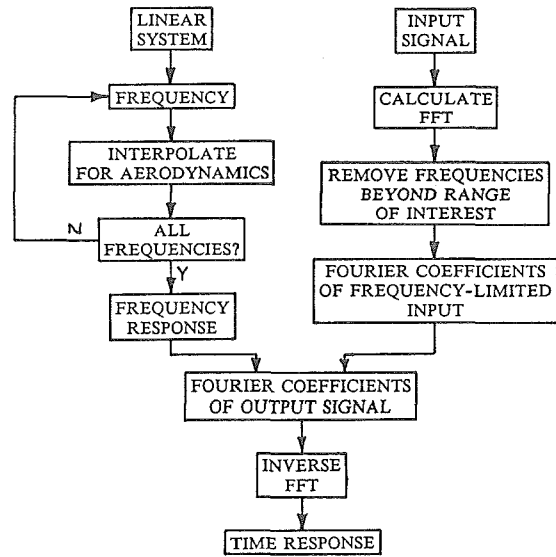 LINEAR
SYSTEM
FREQUENCY
INTERPOLATE
FOR AERODYNAMICS
ALL
FREQUENCIES?
N
Y
FREQUENCY
RESPONSE
INPUT
SIGNAL
CALCULATE
FFT
REMOVE FREQUENCIES
BEYOND RANGE
OF INTEREST
FOURIER COEFFICIENTS
OF FREQUENCY-LIMITED
INPUT
FOURIER COEFFICIENTS
OF OUTPUT SIGNAL
INVERSE
FFT
TIME RESPONSE